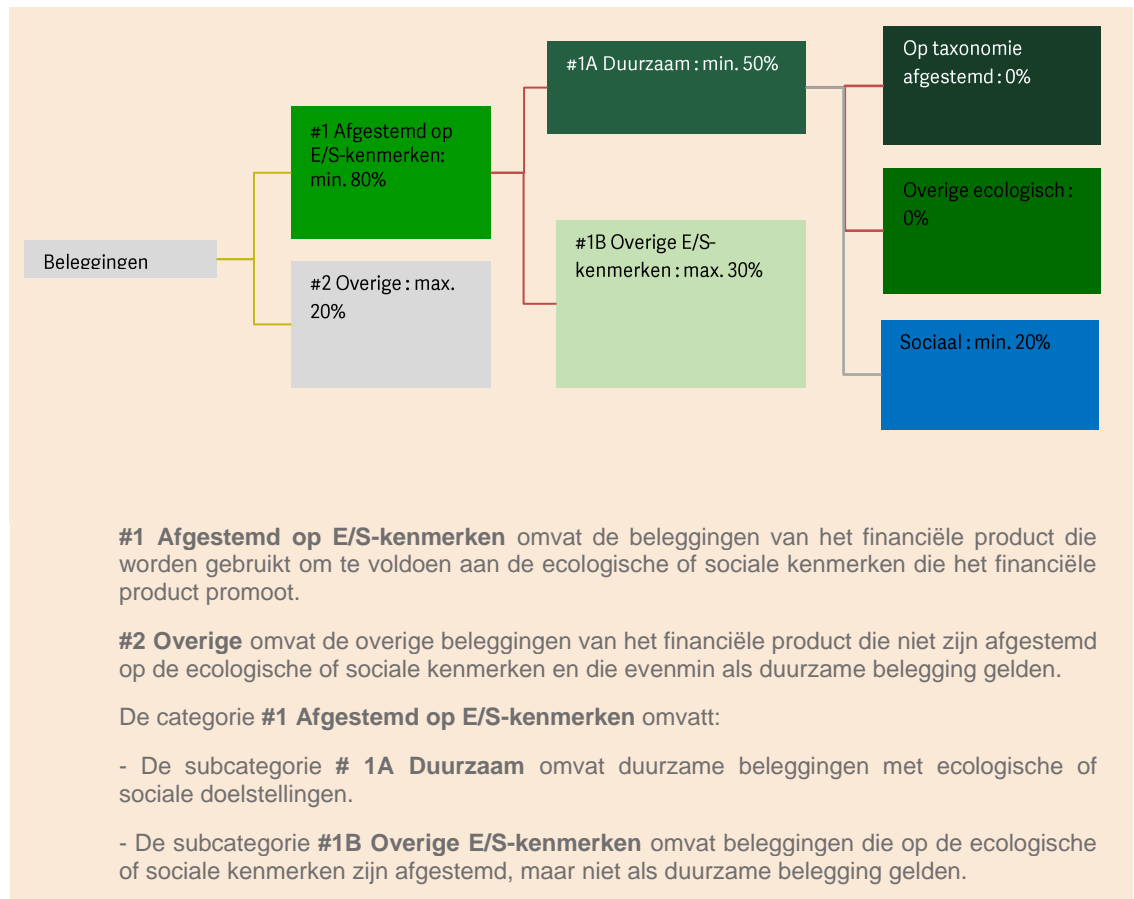 Beleggingen
#1 Afgestemd op
E/S-kenmerken:
min. 80%
#2 Overige : max.
20%
#1A Duurzaam : min. 50%
#1B Overige E/S-
kenmerken : max. 30%
Op taxonomie
afgestemd : 0%
Overige ecologisch :
0%
Sociaal : min. 20%
#1 Afgestemd op E/S-kenmerken omvat de beleggingen van het financiële product die
worden gebruikt om te voldoen aan de ecologische of sociale kenmerken die het financiële
product promoot.
#2 Overige omvat de overige beleggingen van het financiële product die niet zijn afgestemd
op de ecologische of sociale kenmerken en die evenmin als duurzame belegging gelden.
De categorie #1 Afgestemd op E/S-kenmerken omvatt:
- De subcategorie # 1A Duurzaam omvat duurzame beleggingen met ecologische of
sociale doelstellingen.
- De subcategorie #1B Overige E/S-kenmerken omvat beleggingen die op de ecologische
of sociale kenmerken zijn afgestemd, maar niet als duurzame belegging gelden.